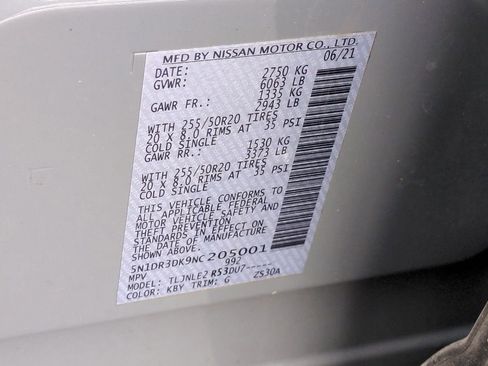 MFD BY NISSAN MOTOR CO., LTD.
DATE: 06/21
GVWR: 2750 KG
6063 LB
GAWR FR.: 1335 KG
2943 LB
WITH 255/50R20 TIRES
20 X 8.0 RIMS AT 35 PSI
COLD SINGLE
GAWR RR.: 1530 KG
3373 LB
WITH 255/50R20 TIRES
20 X 8.0 RIMS AT 35 PSI
COLD SINGLE
THIS VEHICLE CONFORMS TO
ALL APPLICABLE FEDERAL
MOTOR VEHICLE SAFETY AND
THEFT PREVENTION
STANDARDS IN EFFECT ON
THE DATE OF MANUFACTURE
SHOWN ABOVE.
5N1DR3DK9NC205001
MPV 992
MODEL: TLJNLE2 R53DU7-----
COLOR: KBY TRIM: G Z530A